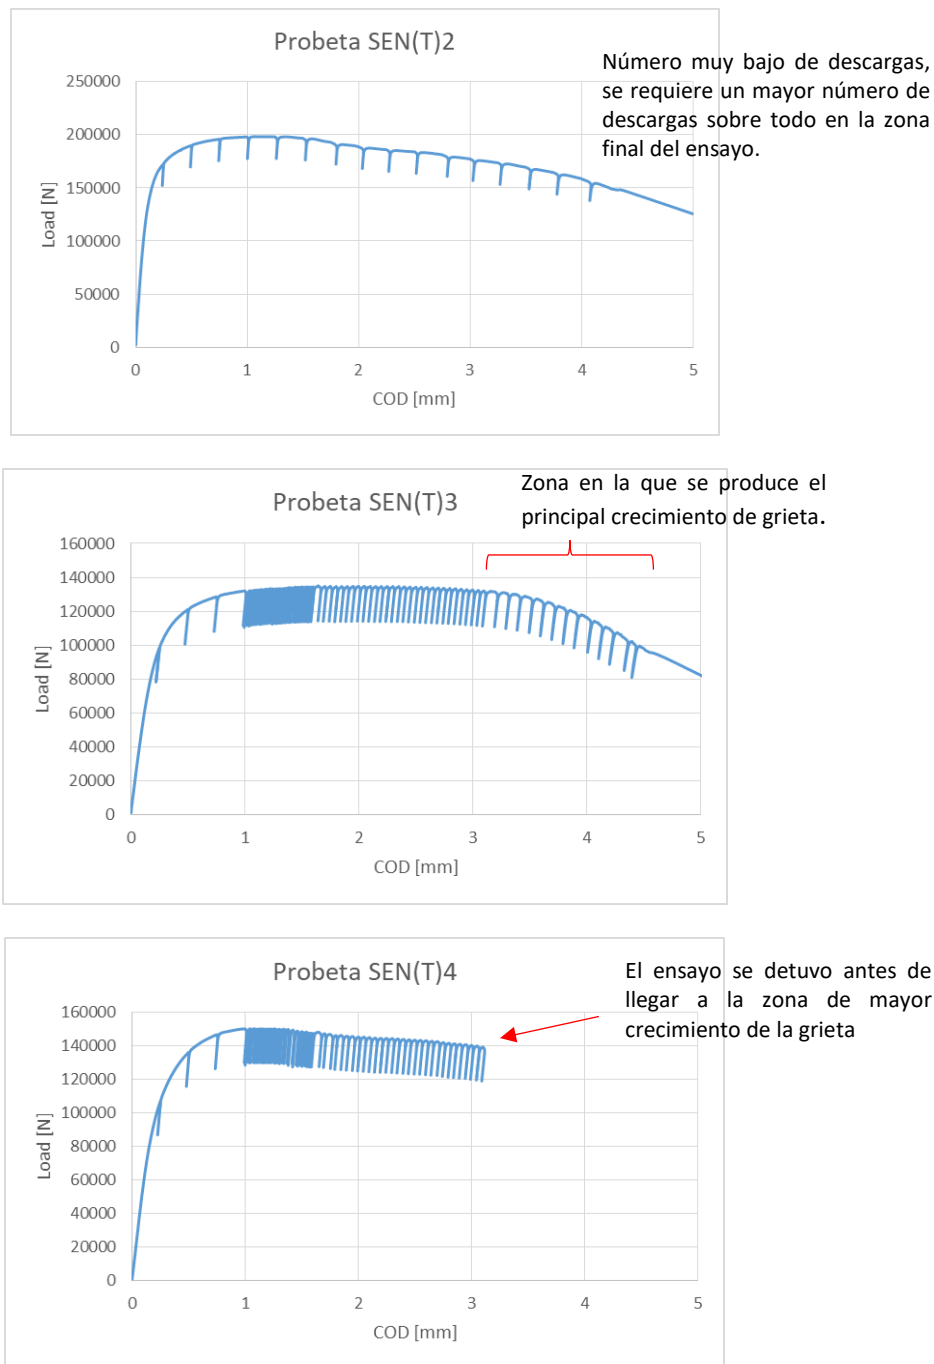 Probeta SEN(T)2
Número muy bajo de descargas,
se requiere un mayor número de
descargas sobre todo en la zona
final del ensayo.
250000
200000
150000
100000
50000
0
Load [N]
0 1 2 3 4 5
COD [mm]
Zona en la que se produce el
principal crecimiento de grieta.
Probeta SEN(T)3
160000
140000
120000
100000
80000
60000
40000
20000
0
Load [N]
0 1 2 3 4 5
COD [mm]
Probeta SEN(T)4
El ensayo se detuvo antes de
llegar a la zona de mayor
crecimiento de la grieta
160000
140000
120000
100000
80000
60000
40000
20000
0
Load [N]
0 1 2 3 4 5
COD [mm]